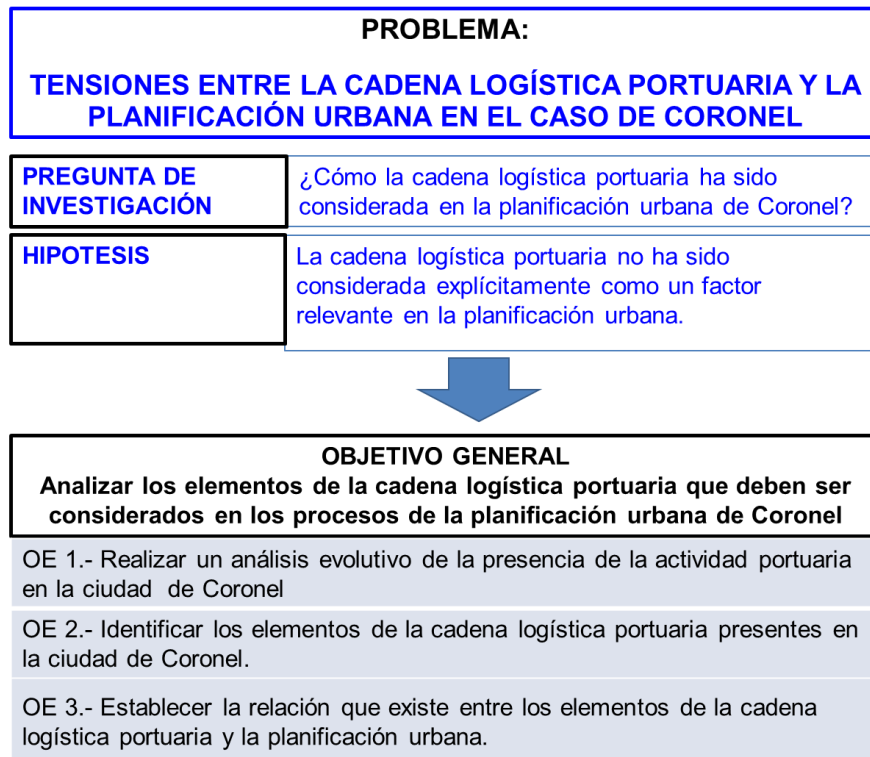 PROBLEMA:
TENSIONES ENTRE LA CADENA LOGÍSTICA PORTUARIA Y LA
PLANIFICACIÓN URBANA EN EL CASO DE CORONEL
PREGUNTA DE
INVESTIGACIÓN
¿Cómo la cadena logística portuaria ha sido
considerada en la planificación urbana de Coronel?
HIPOTESIS
La cadena logística portuaria no ha sido
considerada explícitamente como un factor
relevante en la planificación urbana.
OBJETIVO GENERAL
Analizar los elementos de la cadena logística portuaria que deben ser
considerados en los procesos de la planificación urbana de Coronel
OE 1.- Realizar un análisis evolutivo de la presencia de la actividad portuaria
en la ciudad de Coronel
OE 2.- Identificar los elementos de la cadena logística portuaria presentes en
la ciudad de Coronel.
OE 3.- Establecer la relación que existe entre los elementos de la cadena
logística portuaria y la planificación urbana.